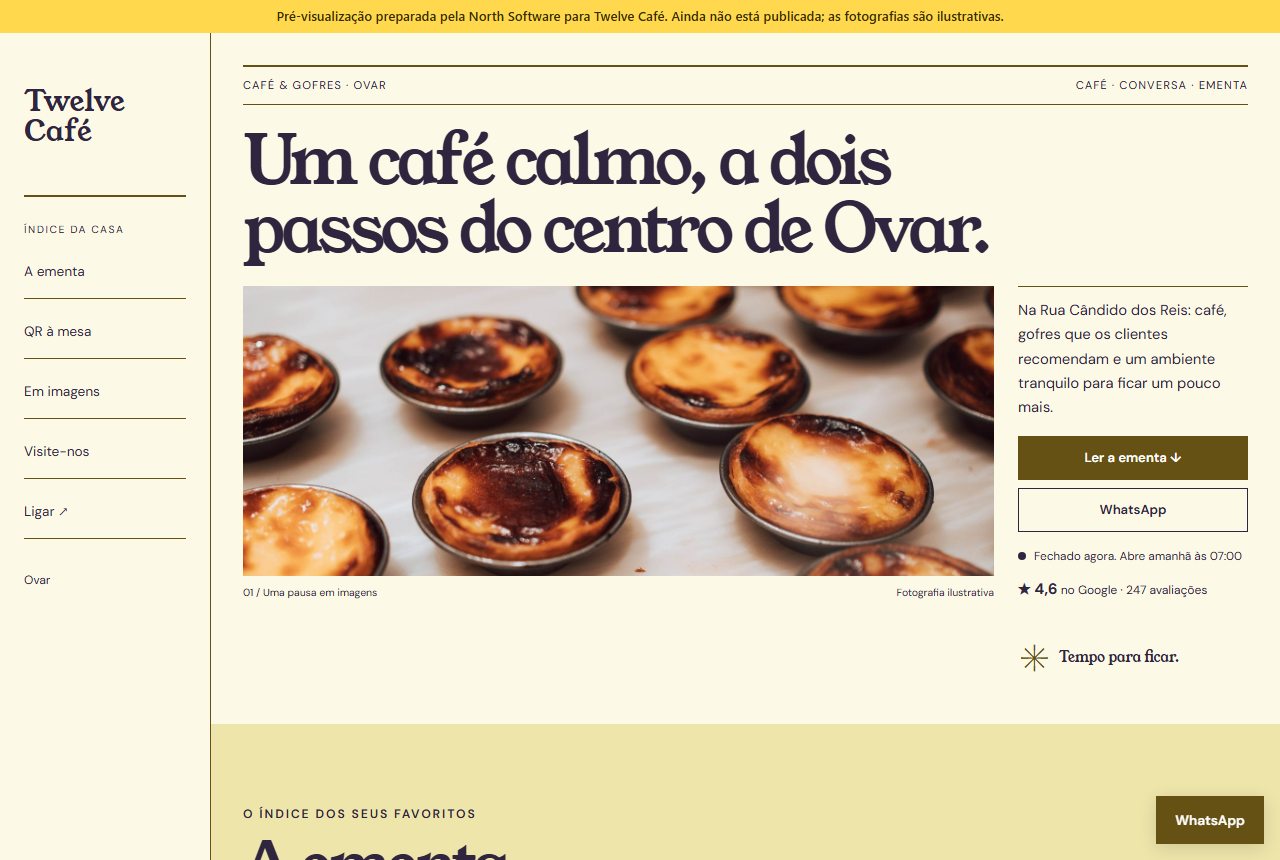 Pré-visualização preparada pela North Software para Twelve Café. Ainda não está publicada; as fotografias são ilustrativas.
Twelve
Café
ÍNDICE DA CASA
A ementa
QR à mesa
Em imagens
Visite-nos
Ligar ↗
Ovar
CAFÉ & GOFRES · OVAR
CAFÉ · CONVERSA · EMENTA
Um café calmo, a dois
passos do centro de Ovar.
Na Rua Cândido dos Reis: café,
gofres que os clientes
recomendam e um ambiente
tranquilo para ficar um pouco
mais.
Ler a ementa ↓
WhatsApp
Fechado agora. Abre amanhã às 07:00
★ 4,6 no Google · 247 avaliações
01 / Uma pausa em imagens
Fotografia ilustrativa
Tempo para ficar.
O ÍNDICE DOS SEUS FAVORITOS
A ementa
WhatsApp